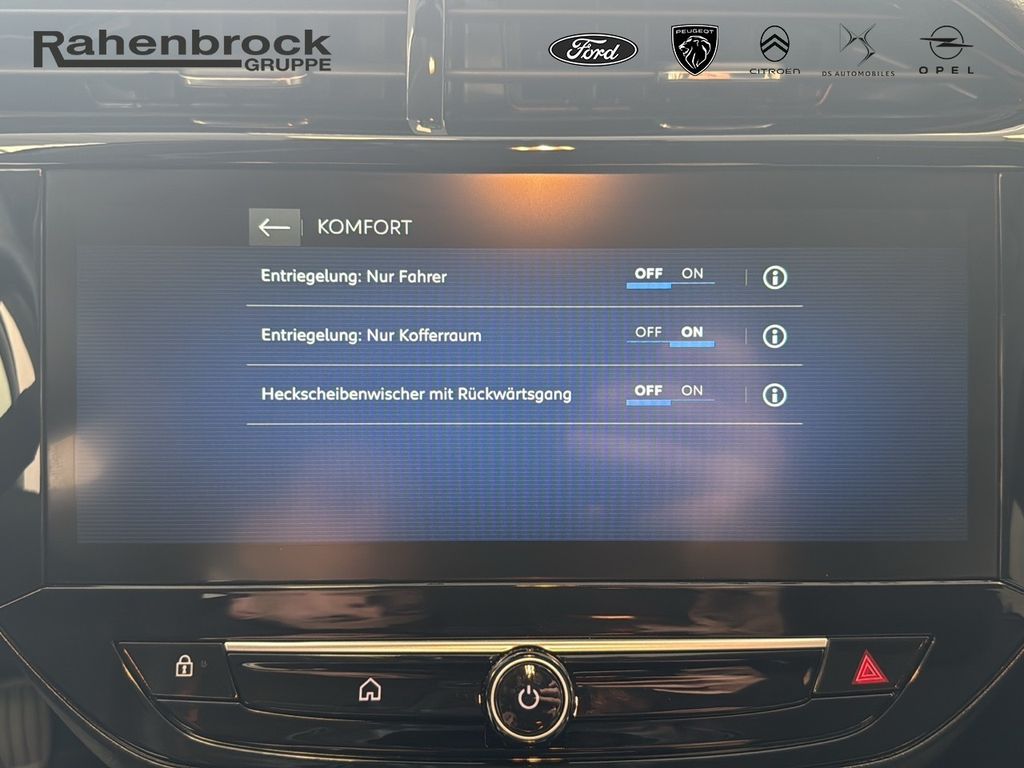 Rahenbrock
GRUPPE
Ford
PEUGEOT
CITROËN
DS AUTOMOBILES
OPEL
KOMFORT
Entriegelung: Nur Fahrer OFF ON
Entriegelung: Nur Kofferraum OFF ON
Heckscheibenwischer mit Rückwärtsgang OFF ON